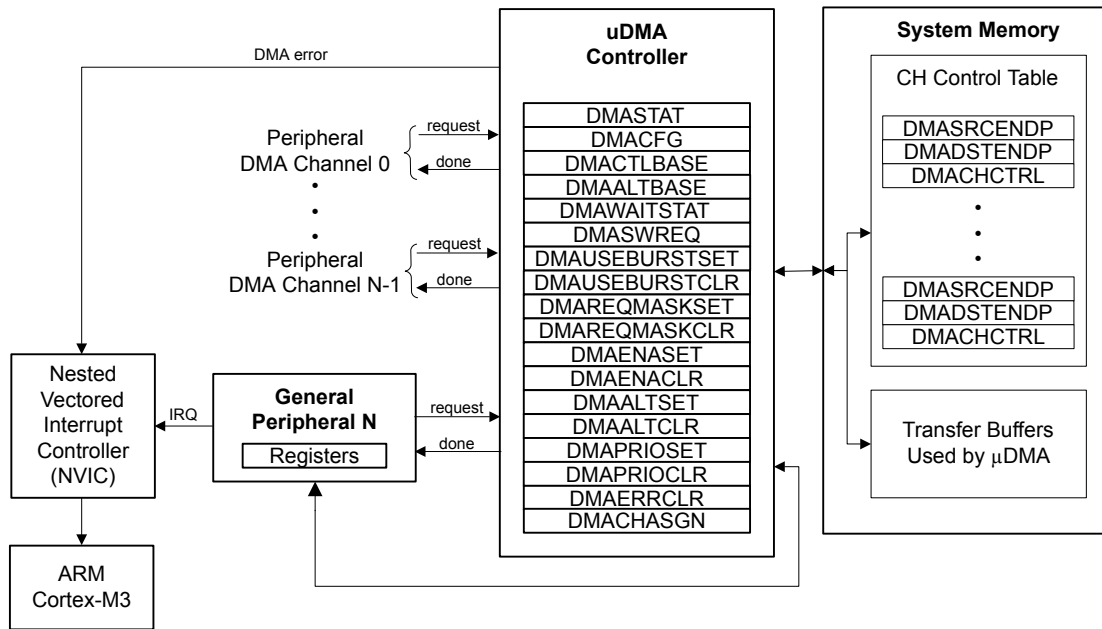 uDMA
Controller
System Memory
DMA error
CH Control Table
DMASTAT
DMACFG
DMACTLBASE
DMAALTBASE
DMAWAITSTAT
DMASWREQ
DMAUSEBURSTSET
DMAUSEBURSTCLR
DMAREQMASKSET
DMAREQMASKCLR
DMAENASET
DMAENACLR
DMAALTSET
DMAALTCLR
DMAPRIOSET
DMAPRIOCLR
DMAERRCLR
DMACHASGN
Peripheral
DMA Channel 0
request
done
•
•
•
Peripheral
DMA Channel N-1
request
done
DMASRCENDP
DMADSTENDP
DMACHCTRL
•
•
•
DMASRCENDP
DMADSTENDP
DMACHCTRL
Transfer Buffers
Used by μDMA
Nested
Vectored
Interrupt
Controller
(NVIC)
IRQ
General
Peripheral N
Registers
request
done
ARM
Cortex-M3